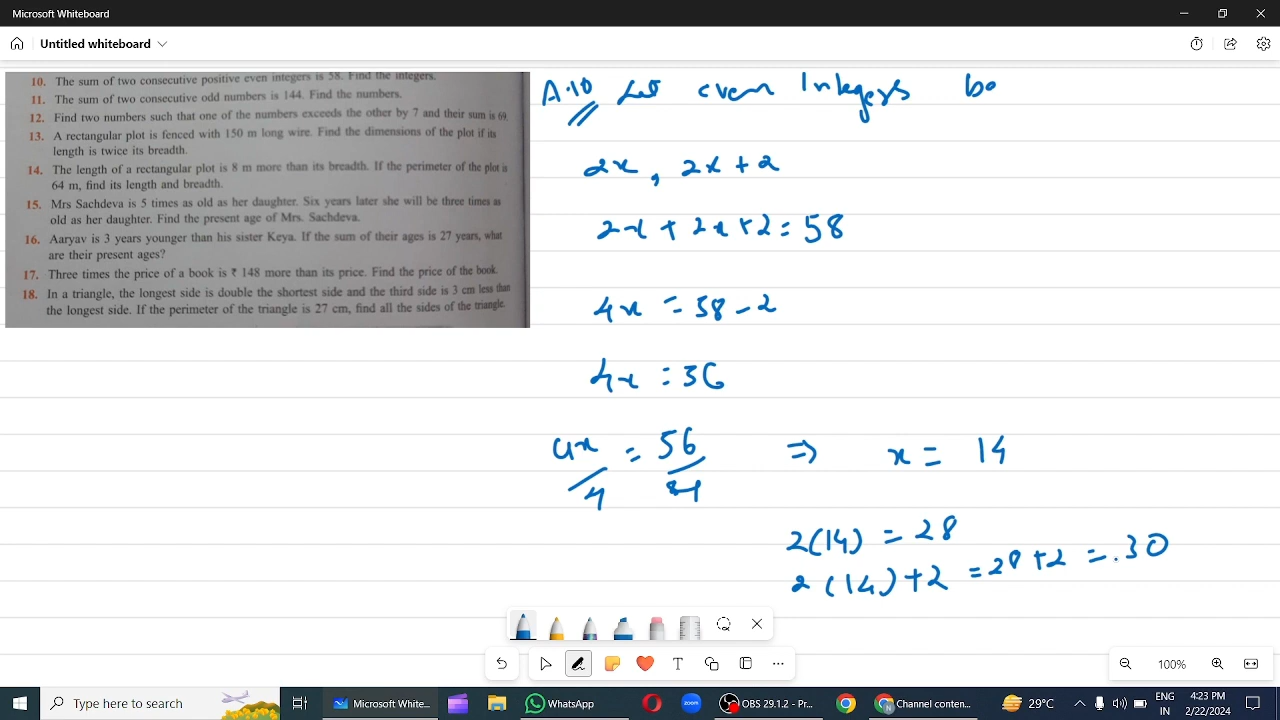 Microsoft Whiteboard
Untitled whiteboard
10. The sum of two consecutive positive even integers is 58. Find the integers.
11. The sum of two consecutive odd numbers is 144. Find the numbers.
12. Find two numbers such that one of the numbers exceeds the other by 7 and their sum is 69.
13. A rectangular plot is fenced with 150 m long wire. Find the dimensions of the plot if its
length is twice its breadth.
14. The length of a rectangular plot is 8 m more than its breadth. If the perimeter of the plot is
64 m, find its length and breadth.
15. Mrs Sachdeva is 5 times as old as her daughter. Six years later she will be three times as
old as her daughter. Find the present age of Mrs. Sachdeva.
16. Aaryav is 3 years younger than his sister Keya. If the sum of their ages is 27 years, what
are their present ages?
17. Three times the price of a book is ₹ 148 more than its price. Find the price of the book.
18. In a triangle, the longest side is double the shortest side and the third side is 3 cm less than
the longest side. If the perimeter of the triangle is 27 cm, find all the sides of the triangle.
A.10 Let even Integers be
2x, 2x+2
2x + 2x+2 = 58
4x = 58-2
4x = 56
4x/4 = 56/4 ⇒ x = 14
2(14) = 28
2(14)+2 = 28+2 = 30
100%
Type here to search
Microsoft White...
WhatsApp
zoom
OBS 29.1.2 - Pr...
Channel conten...
29°C
ENG
IN
4:23 PM
2/22/2024